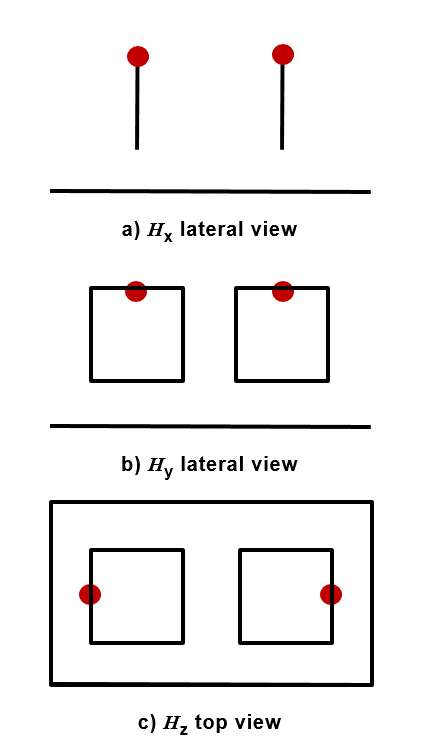 a) Hx lateral view
b) Hy lateral view
c) Hz top view